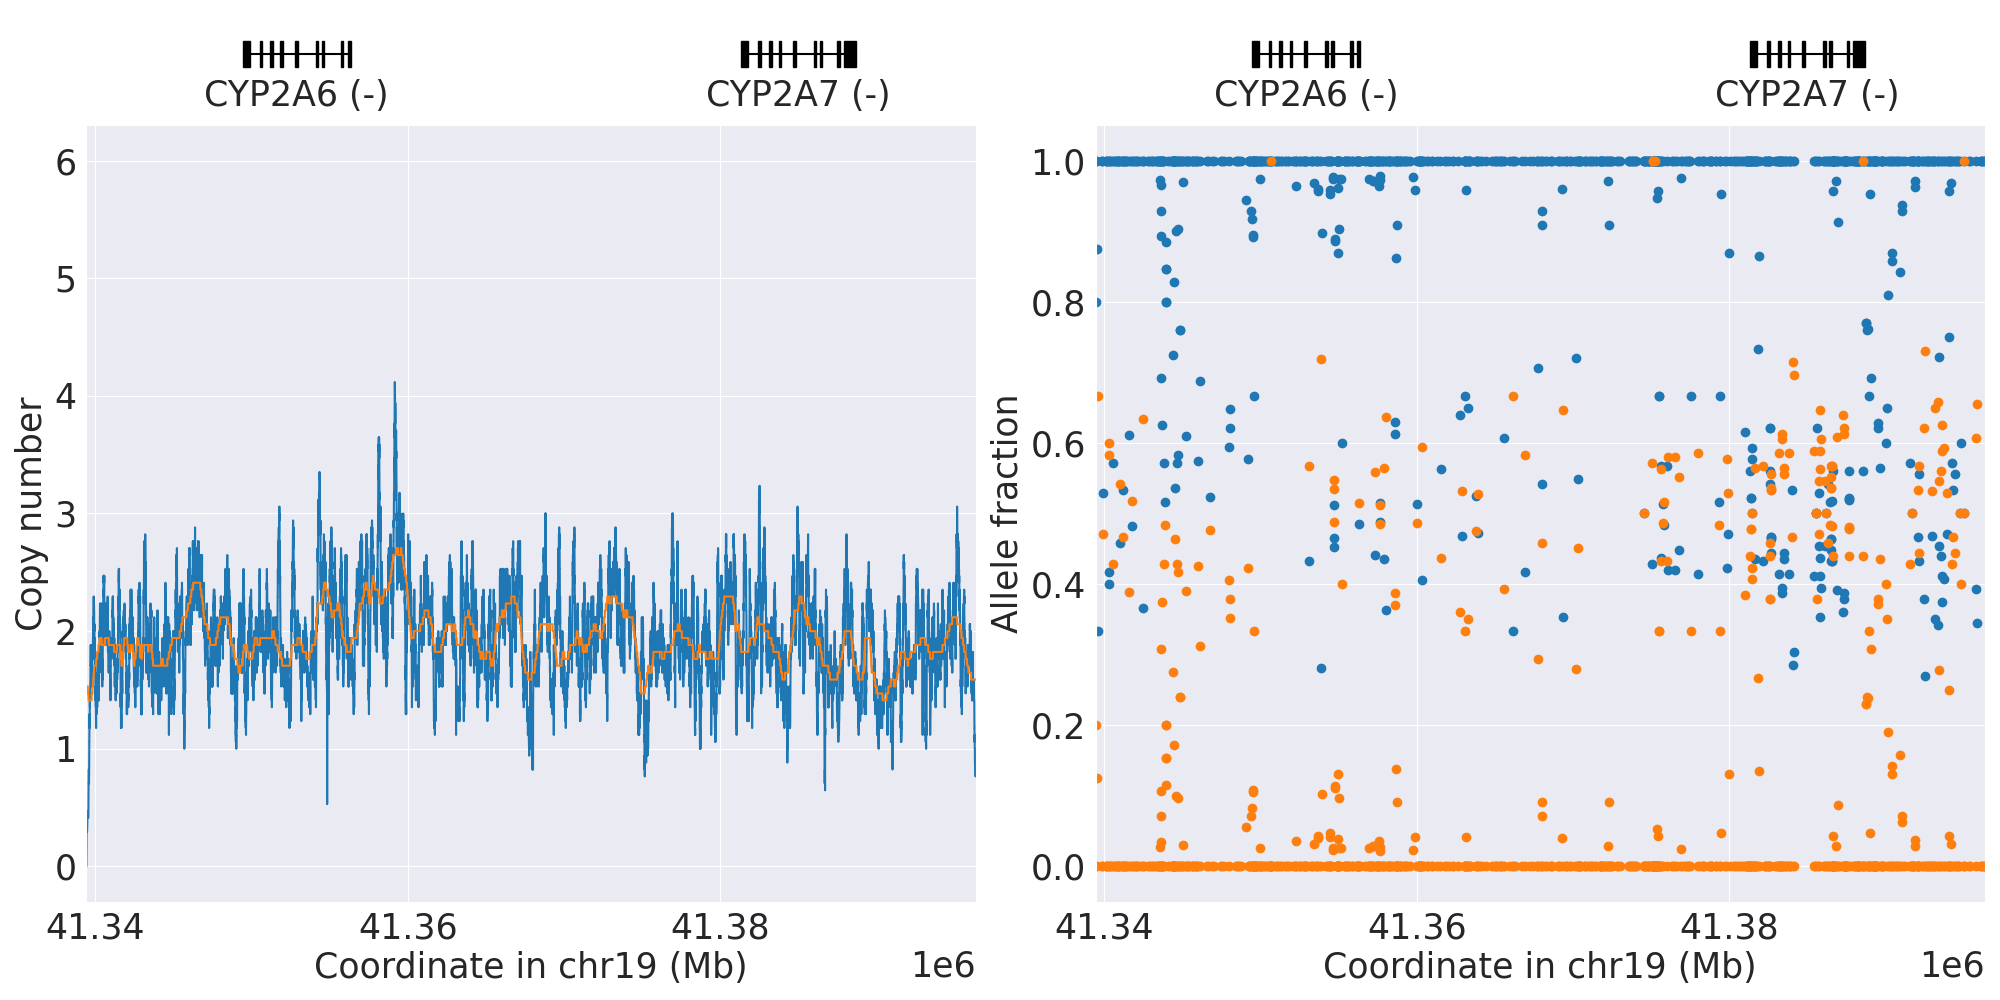 CYP2A6 (-)
CYP2A7 (-)
CYP2A6 (-)
CYP2A7 (-)
6
5
4
3
2
1
0
Copy number
41.34
41.36
41.38
Coordinate in chr19 (Mb)
1e6
1.0
0.8
0.6
0.4
0.2
0.0
Allele fraction
41.34
41.36
41.38
Coordinate in chr19 (Mb)
1e6